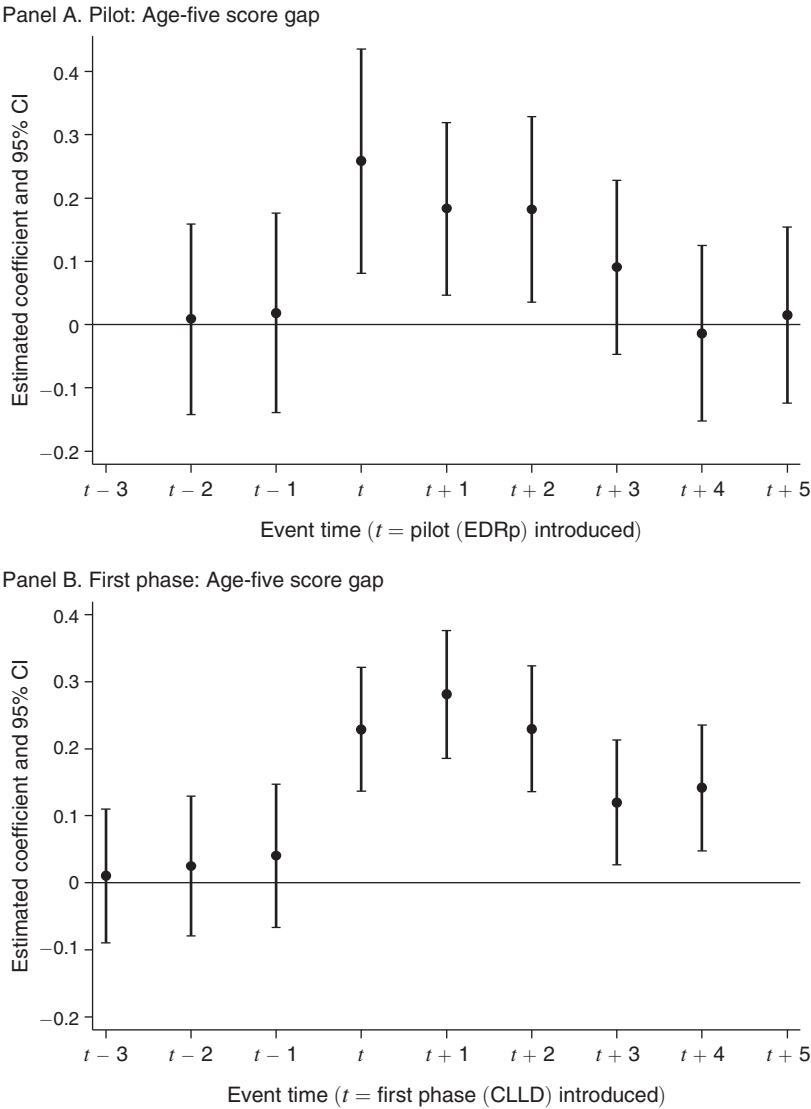 Panel A. Pilot: Age-five score gap
Estimated coefficient and 95% CI
0.4
0.3
0.2
0.1
0
−0.1
−0.2
t − 3 t − 2 t − 1 t t + 1 t + 2 t + 3 t + 4 t + 5
Event time (t = pilot (EDRp) introduced)
Panel B. First phase: Age-five score gap
Estimated coefficient and 95% CI
0.4
0.3
0.2
0.1
0
−0.1
−0.2
t − 3 t − 2 t − 1 t t + 1 t + 2 t + 3 t + 4 t + 5
Event time (t = first phase (CLLD) introduced)